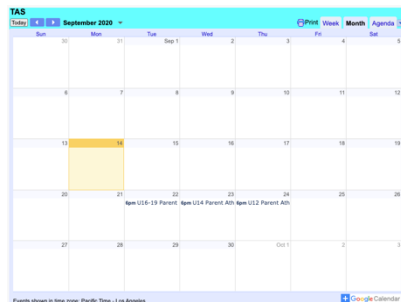 TAS
Today September 2020 Print Week Month Agenda
Sun Mon Tue Wed Thu Fri Sat
30 31 Sep 1 2 3 4 5
6 7 8 9 10 11 12
13 14 15 16 17 18 19
20 21 22 23 24 25 26
6pm U16-19 Parent 6pm U14 Parent Ath 6pm U12 Parent Ath
27 28 29 30 Oct 1 2 3
Events shown in time zone: Pacific Time - Los Angeles
Google Calendar